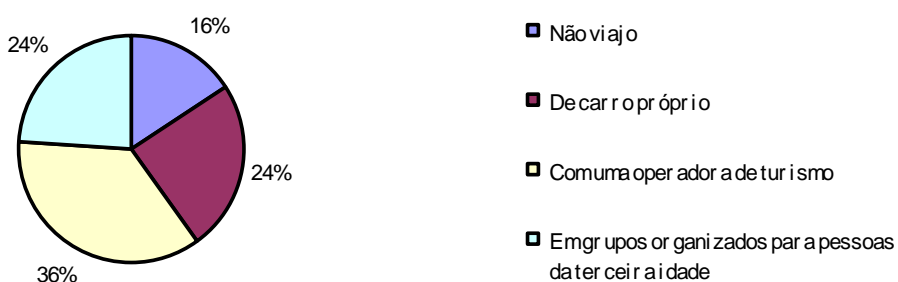 16%
24%
24%
36%
Não viajo
De carro próprio
Com uma operadora de turismo
Em grupos organizados para pessoas
da terceira idade